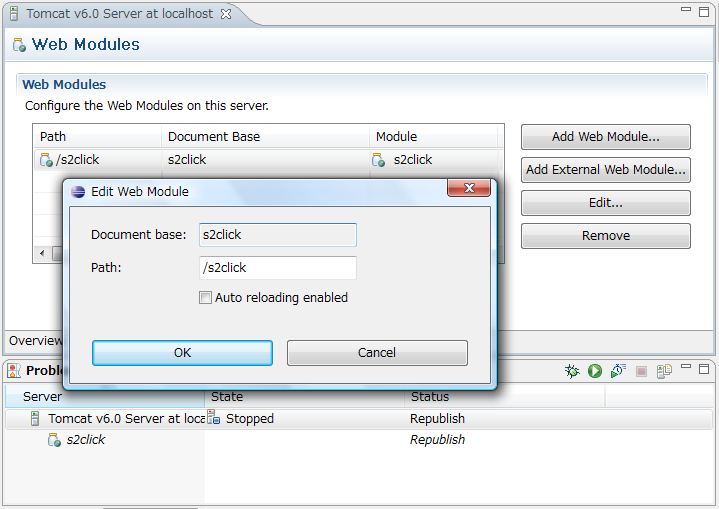 Tomcat v6.0 Server at localhost
Web Modules
Web Modules
Configure the Web Modules on this server.
Path Document Base Module
/s2click s2click s2click
Add Web Module...
Add External Web Module...
Edit...
Remove
Edit Web Module
Document base: s2click
Path: /s2click
Auto reloading enabled
OK Cancel
Overview
Proble
Server State Status
Tomcat v6.0 Server at loca Stopped Republish
s2click Republish